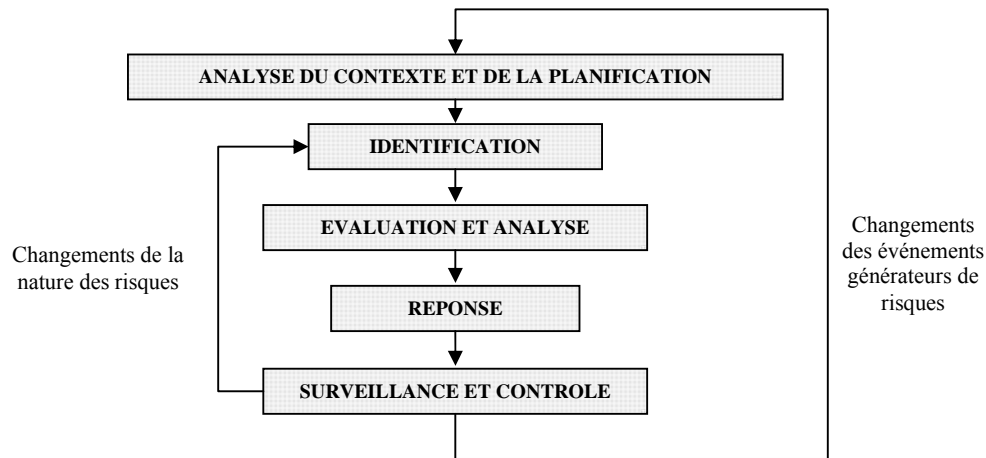 ANALYSE DU CONTEXTE ET DE LA PLANIFICATION
IDENTIFICATION
EVALUATION ET ANALYSE
Changements de la
nature des risques
Changements
des événements
générateurs de
risques
REPONSE
SURVEILLANCE ET CONTROLE